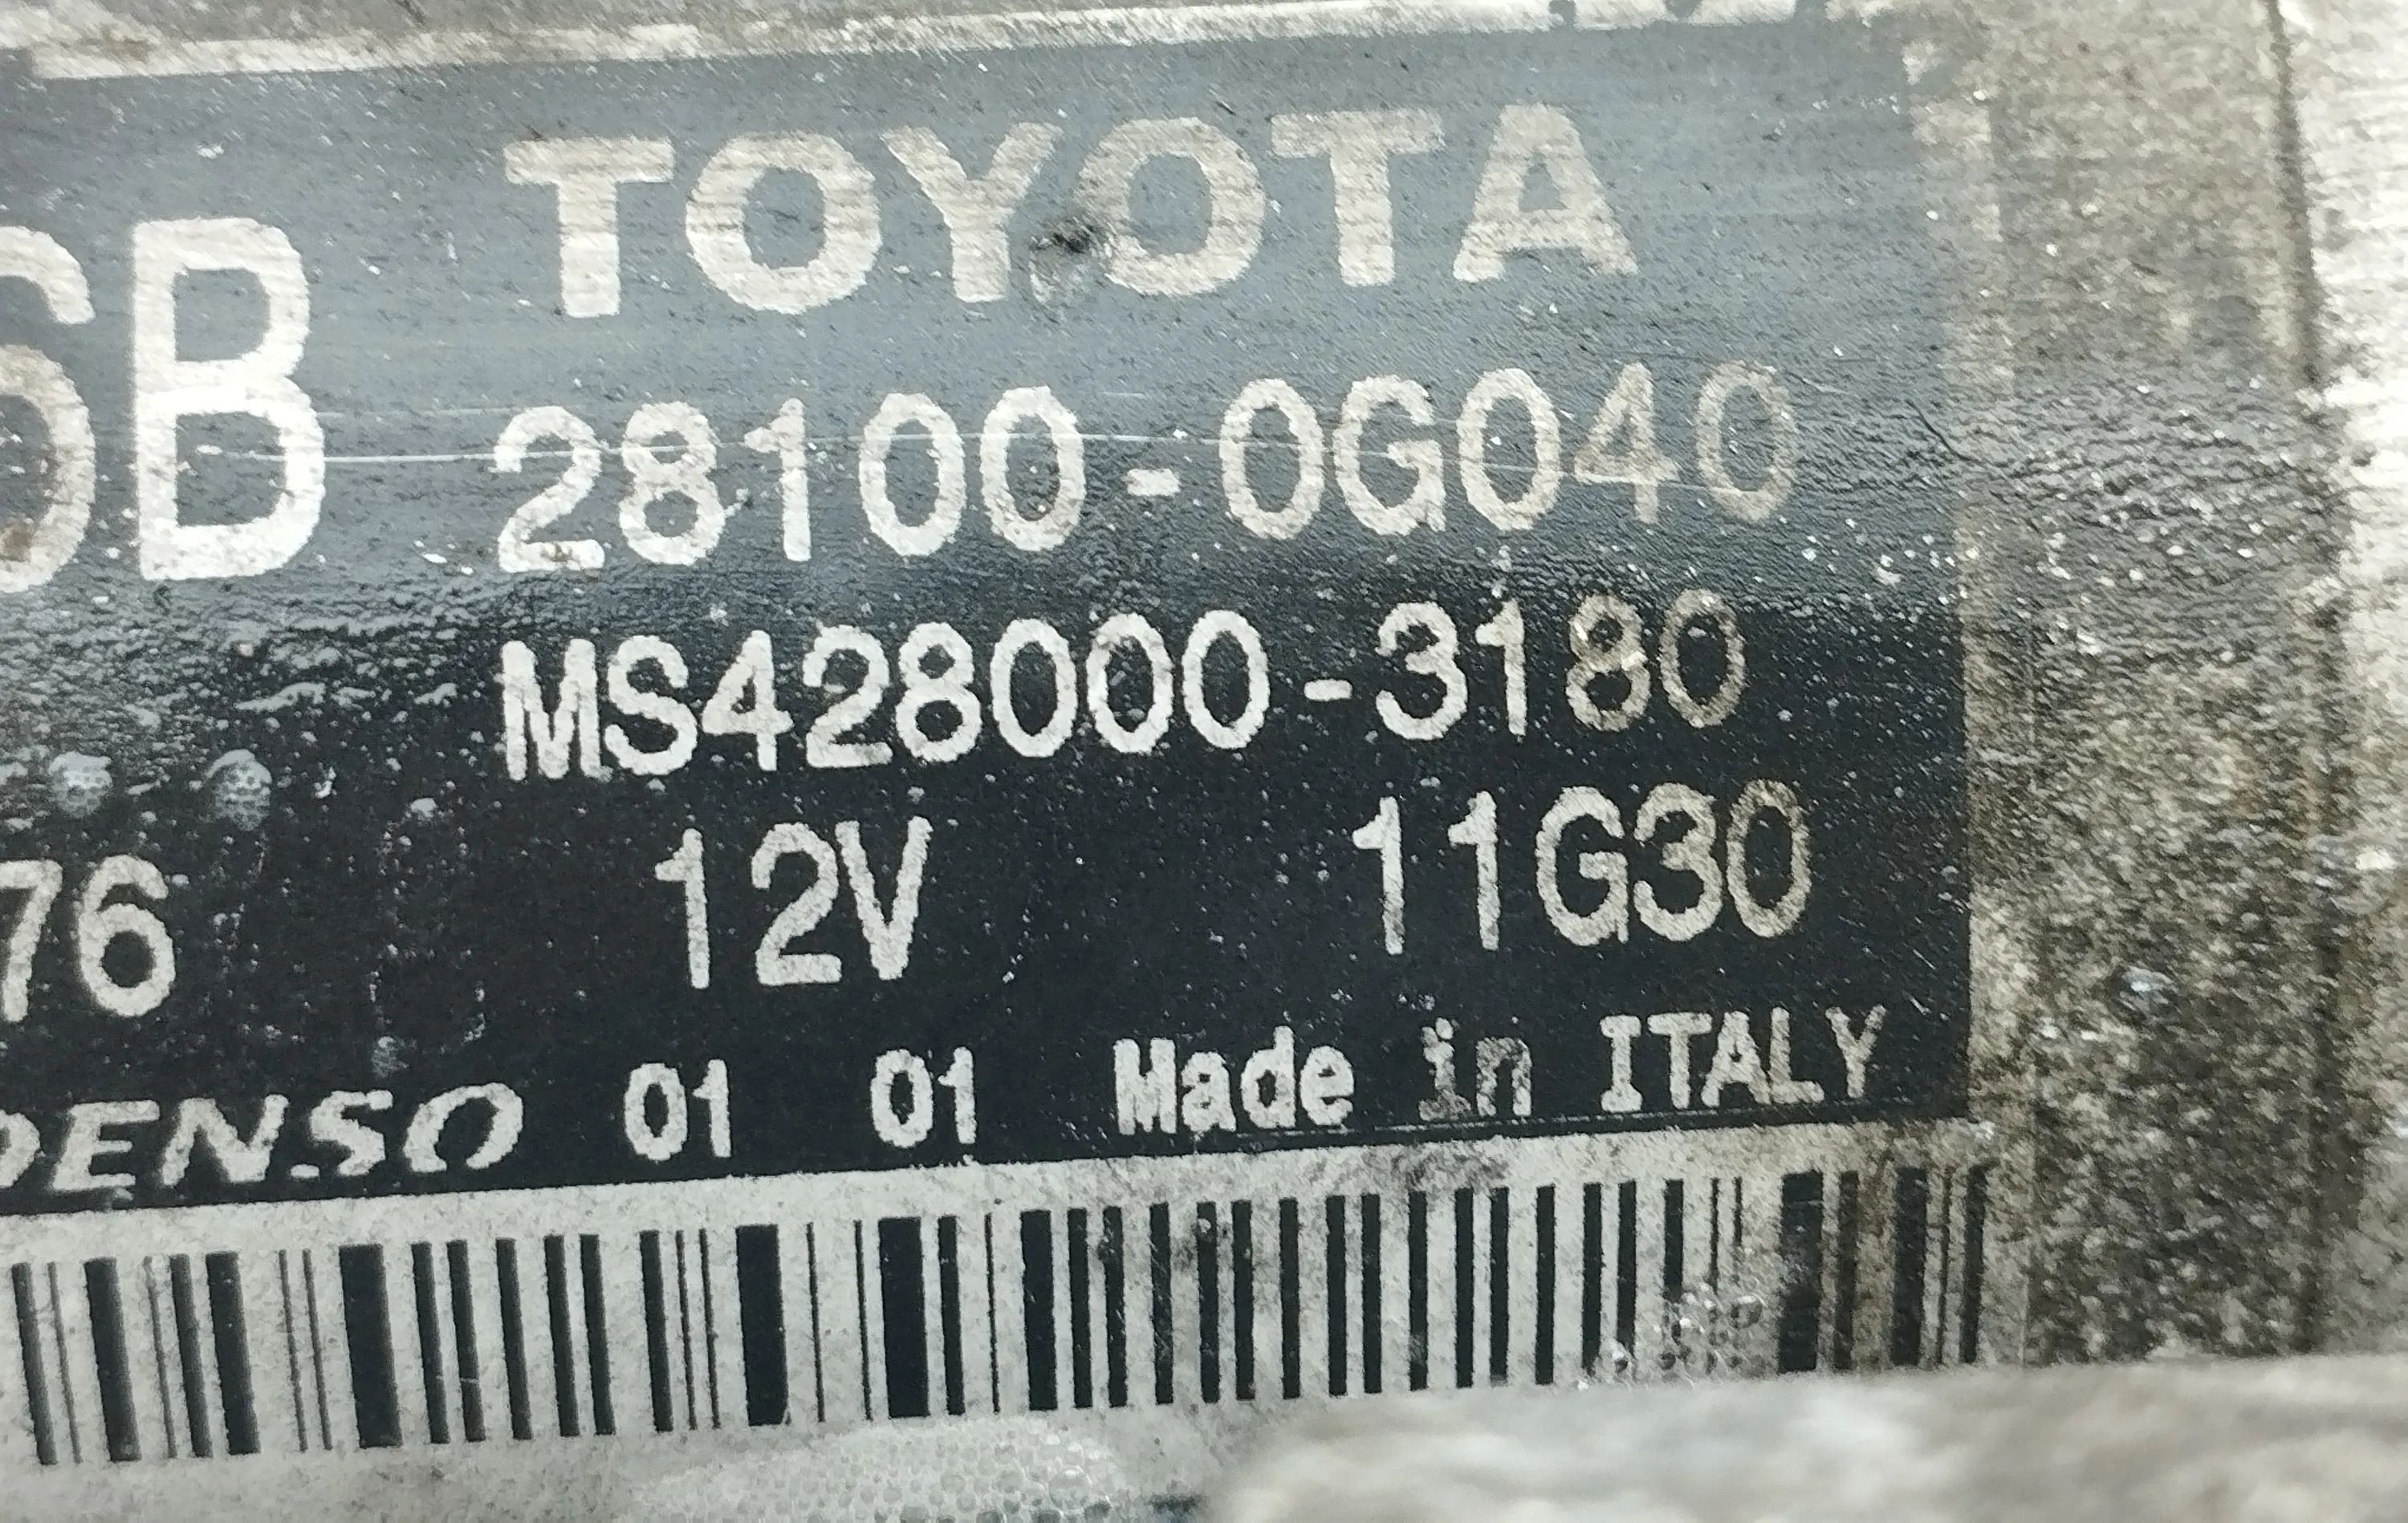 TOYOTA
6B 28100-0G040
MS428000-3180
76 12V 11G30
DENSO 01 01 Made in ITALY